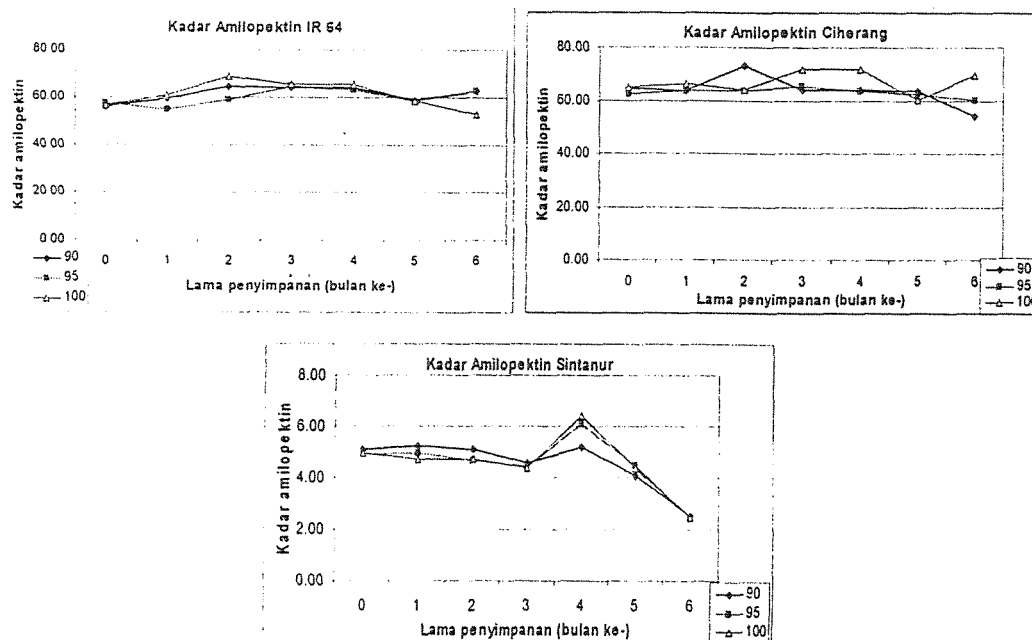 Kadar Amilopektin IR 64
80.00
60.00
40.00
20.00
0.00
Kadar amilopektin
0 1 2 3 4 5 6
Lama penyimpanan (bulan ke-)
90
95
100
Kadar Amilopektin Ciherang
80.00
60.00
40.00
20.00
0.00
Kadar amilopektin
0 1 2 3 4 5 6
Lama penyimpanan (bulan ke-)
90
95
100
Kadar Amilopektin Sintanur
8.00
6.00
4.00
2.00
0.00
Kadar amilopektin
0 1 2 3 4 5 6
Lama penyimpanan (bulan ke-)
90
95
100